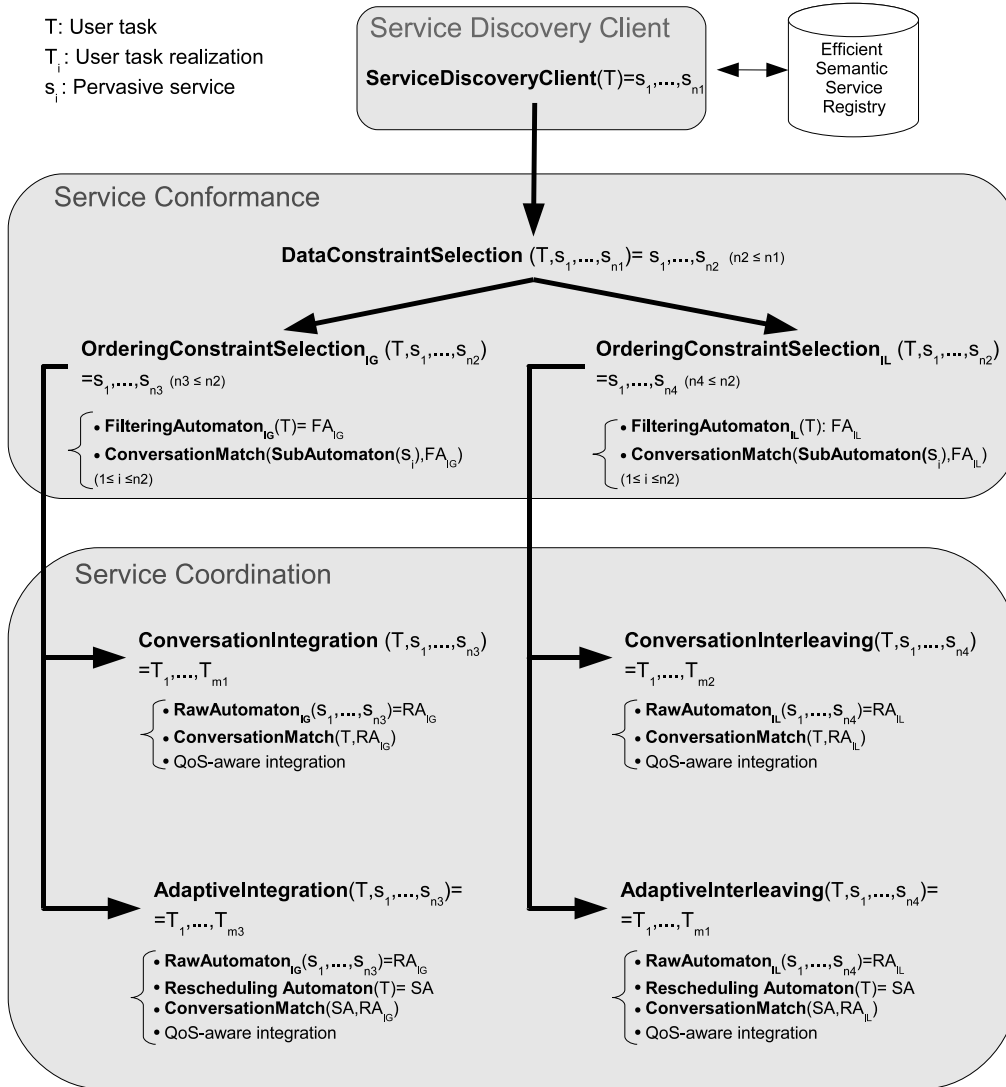 T: User task
T_i : User task realization
s_i : Pervasive service
Service Discovery Client
ServiceDiscoveryClient(T)=s_1,...,s_n1
Efficient
Semantic
Service
Registry
Service Conformance
DataConstraintSelection (T,s_1,...,s_n1)= s_1,...,s_n2 (n2 ≤ n1)
OrderingConstraintSelection_IG (T,s_1,...,s_n2)
=s_1,...,s_n3 (n3 ≤ n2)
• FilteringAutomaton_IG(T)= FA_IG
• ConversationMatch(SubAutomaton(s_i),FA_IG)
(1≤ i ≤n2)
OrderingConstraintSelection_IL (T,s_1,...,s_n2)
=s_1,...,s_n4 (n4 ≤ n2)
• FilteringAutomaton_IL(T): FA_IL
• ConversationMatch(SubAutomaton(s_i),FA_IL)
(1≤ i ≤n2)
Service Coordination
ConversationIntegration (T,s_1,...,s_n3)
=T_1,...,T_m1
• RawAutomaton_IG(s_1,...,s_n3)=RA_IG
• ConversationMatch(T,RA_IG)
• QoS-aware integration
ConversationInterleaving(T,s_1,...,s_n4)
=T_1,...,T_m2
• RawAutomaton_IL(s_1,...,s_n4)=RA_IL
• ConversationMatch(T,RA_IL)
• QoS-aware integration
AdaptiveIntegration(T,s_1,...,s_n3)=
=T_1,...,T_m3
• RawAutomaton_IG(s_1,...,s_n3)=RA_IG
• Rescheduling Automaton(T)= SA
• ConversationMatch(SA,RA_IG)
• QoS-aware integration
AdaptiveInterleaving(T,s_1,...,s_n4)=
=T_1,...,T_m1
• RawAutomaton_IL(s_1,...,s_n4)=RA_IL
• Rescheduling Automaton(T)= SA
• ConversationMatch(SA,RA_IL)
• QoS-aware integration